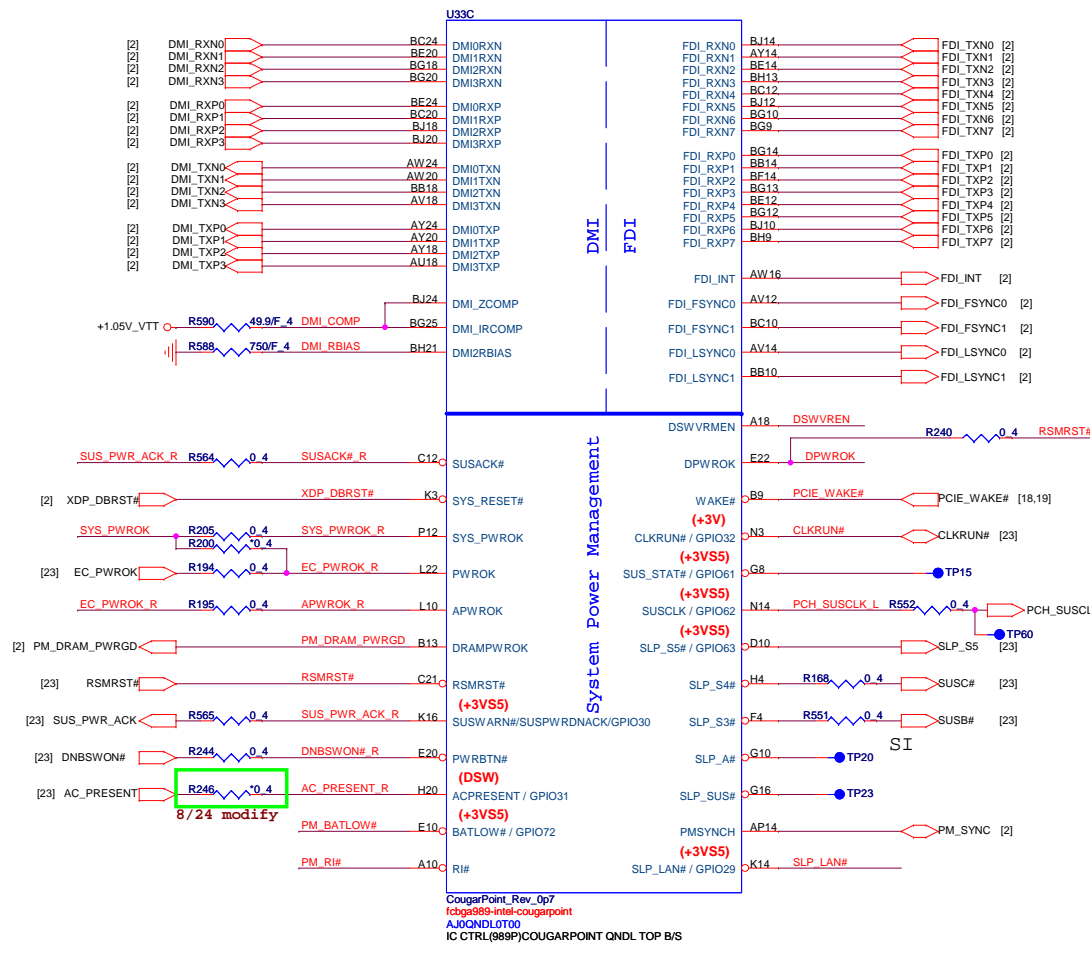 U33C
[2] DMI_RXN0 BC24 DMI0RXN FDI_RXN0 BJ14 FDI_TXN0 [2]
[2] DMI_RXN1 BE20 DMI1RXN FDI_RXN1 AY14 FDI_TXN1 [2]
[2] DMI_RXN2 BG18 DMI2RXN FDI_RXN2 BE14 FDI_TXN2 [2]
[2] DMI_RXN3 BG20 DMI3RXN FDI_RXN3 BH13 FDI_TXN3 [2]
FDI_RXN4 BC12 FDI_TXN4 [2]
[2] DMI_RXP0 BE24 DMI0RXP FDI_RXN5 BJ12 FDI_TXN5 [2]
[2] DMI_RXP1 BC20 DMI1RXP FDI_RXN6 BG10 FDI_TXN6 [2]
[2] DMI_RXP2 BJ18 DMI2RXP FDI_RXN7 BG9 FDI_TXN7 [2]
[2] DMI_RXP3 BJ20 DMI3RXP
FDI_RXP0 BG14 FDI_TXP0 [2]
[2] DMI_TXN0 AW24 DMI0TXN FDI_RXP1 BB14 FDI_TXP1 [2]
[2] DMI_TXN1 AW20 DMI1TXN FDI_RXP2 BF14 FDI_TXP2 [2]
[2] DMI_TXN2 BB18 DMI2TXN FDI_RXP3 BG13 FDI_TXP3 [2]
[2] DMI_TXN3 AV18 DMI3TXN FDI_RXP4 BE12 FDI_TXP4 [2]
FDI_RXP5 BG12 FDI_TXP5 [2]
[2] DMI_TXP0 AY24 DMI0TXP FDI_RXP6 BJ10 FDI_TXP6 [2]
[2] DMI_TXP1 AY20 DMI1TXP FDI_RXP7 BH9 FDI_TXP7 [2]
[2] DMI_TXP2 AY18 DMI2TXP
[2] DMI_TXP3 AU18 DMI3TXP
DMI
FDI
FDI_INT AW16 FDI_INT [2]
BJ24 DMI_ZCOMP FDI_FSYNC0 AV12 FDI_FSYNC0 [2]
+1.05V_VTT R590 49.9/F_4 DMI_COMP BG25 DMI_IRCOMP FDI_FSYNC1 BC10 FDI_FSYNC1 [2]
R588 750/F_4 DMI_RBIAS BH21 DMI2RBIAS FDI_LSYNC0 AV14 FDI_LSYNC0 [2]
FDI_LSYNC1 BB10 FDI_LSYNC1 [2]
System Power Management
DSWVRMEN A18 DSWVREN
R240 0_4 RSMRST#
SUS_PWR_ACK_R R564 0_4 SUSACK#_R C12 SUSACK# DPWROK E22 DPWROK
[2] XDP_DBRST# XDP_DBRST# K3 SYS_RESET# WAKE# B9 PCIE_WAKE# PCIE_WAKE# [18,19]
(+3V)
SYS_PWROK R205 0_4 SYS_PWROK_R P12 SYS_PWROK CLKRUN# / GPIO32 N3 CLKRUN# CLKRUN# [23]
R200 *0_4
(+3VS5)
[23] EC_PWROK R194 0_4 EC_PWROK_R L22 PWROK SUS_STAT# / GPIO61 G8 TP15
(+3VS5)
EC_PWROK_R R195 0_4 APWROK_R L10 APWROK SUSCLK / GPIO62 N14 PCH_SUSCLK_L R552 0_4 PCH_SUSCL
TP60
(+3VS5)
[2] PM_DRAM_PWRGD PM_DRAM_PWRGD B13 DRAMPWROK SLP_S5# / GPIO63 D10 SLP_S5 [23]
[23] RSMRST# RSMRST# C21 RSMRST# SLP_S4# H4 R168 0_4 SUSC# [23]
(+3VS5)
[23] SUS_PWR_ACK R565 0_4 SUS_PWR_ACK_R K16 SUSWARN#/SUSPWRDNACK/GPIO30 SLP_S3# F4 R551 0_4 SUSB# [23]
SI
[23] DNBSWON# R244 0_4 DNBSWON#_R E20 PWRBTN# SLP_A# G10 TP20
(DSW)
[23] AC_PRESENT R246 *0_4 AC_PRESENT_R H20 ACPRESENT / GPIO31 SLP_SUS# G16 TP23
8/24 modify
(+3VS5)
PM_BATLOW# E10 BATLOW# / GPIO72 PMSYNCH AP14 PM_SYNC [2]
(+3VS5)
PM_RI# A10 RI# SLP_LAN# / GPIO29 K14 SLP_LAN#
CougarPoint_Rev_0p7
fcbga989-intel-cougarpoint
AJ0QNDL0T00
IC CTRL(989P)COUGARPOINT QNDL TOP B/S